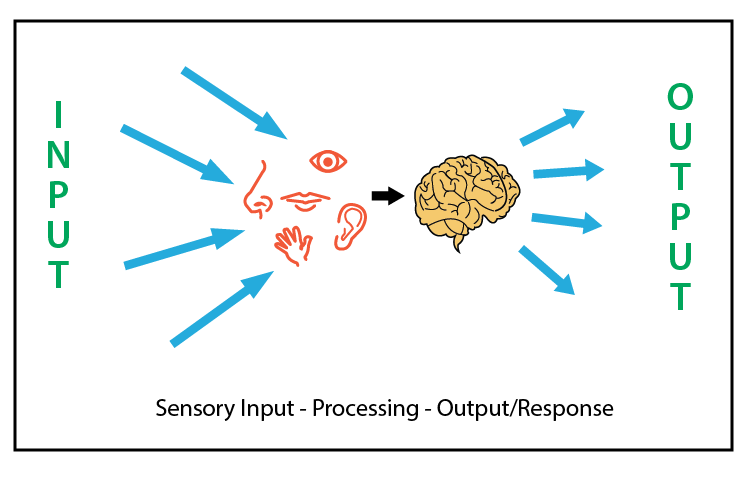 INPUT
OUTPUT
Sensory Input - Processing - Output/Response